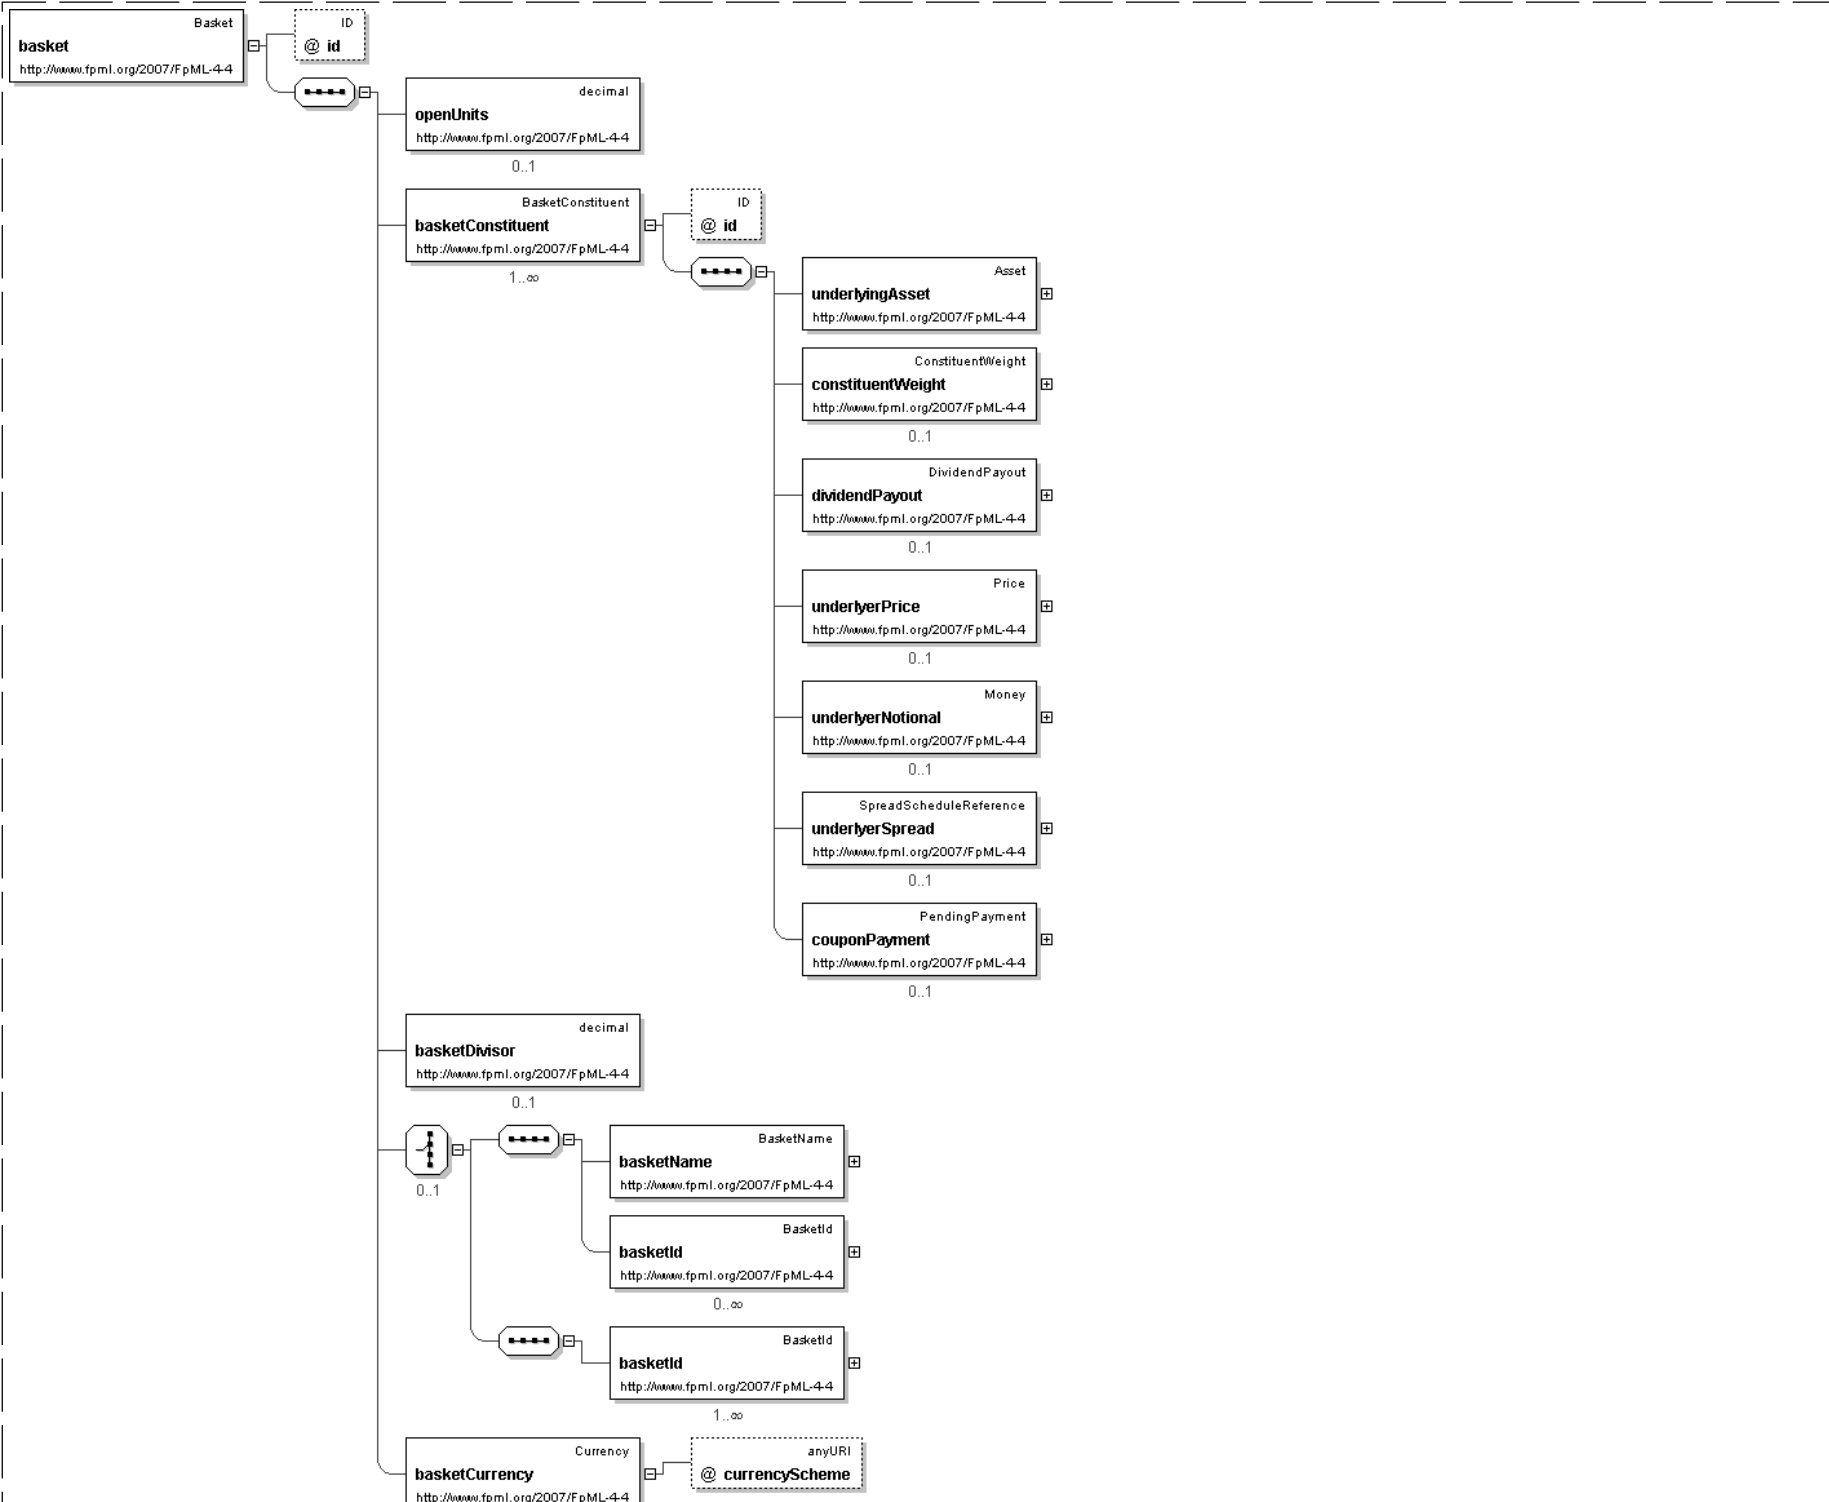 Basket
basket
http://www.fpml.org/2007/FpML-4-4
ID
@ id
decimal
openUnits
http://www.fpml.org/2007/FpML-4-4
0..1
BasketConstituent
basketConstituent
http://www.fpml.org/2007/FpML-4-4
1..∞
ID
@ id
Asset
underlyingAsset
http://www.fpml.org/2007/FpML-4-4
ConstituentWeight
constituentWeight
http://www.fpml.org/2007/FpML-4-4
0..1
DividendPayout
dividendPayout
http://www.fpml.org/2007/FpML-4-4
0..1
Price
underlyerPrice
http://www.fpml.org/2007/FpML-4-4
0..1
Money
underlyerNotional
http://www.fpml.org/2007/FpML-4-4
0..1
SpreadScheduleReference
underlyerSpread
http://www.fpml.org/2007/FpML-4-4
0..1
PendingPayment
couponPayment
http://www.fpml.org/2007/FpML-4-4
0..1
decimal
basketDivisor
http://www.fpml.org/2007/FpML-4-4
0..1
0..1
BasketName
basketName
http://www.fpml.org/2007/FpML-4-4
BasketId
basketId
http://www.fpml.org/2007/FpML-4-4
0..∞
BasketId
basketId
http://www.fpml.org/2007/FpML-4-4
1..∞
Currency
basketCurrency
http://www.fpml.org/2007/FpML-4-4
anyURI
@ currencyScheme